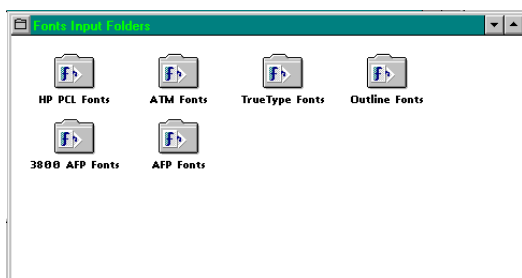 Fonts Input Folders
HP PCL Fonts ATM Fonts TrueType Fonts Outline Fonts
3800 AFP Fonts AFP Fonts